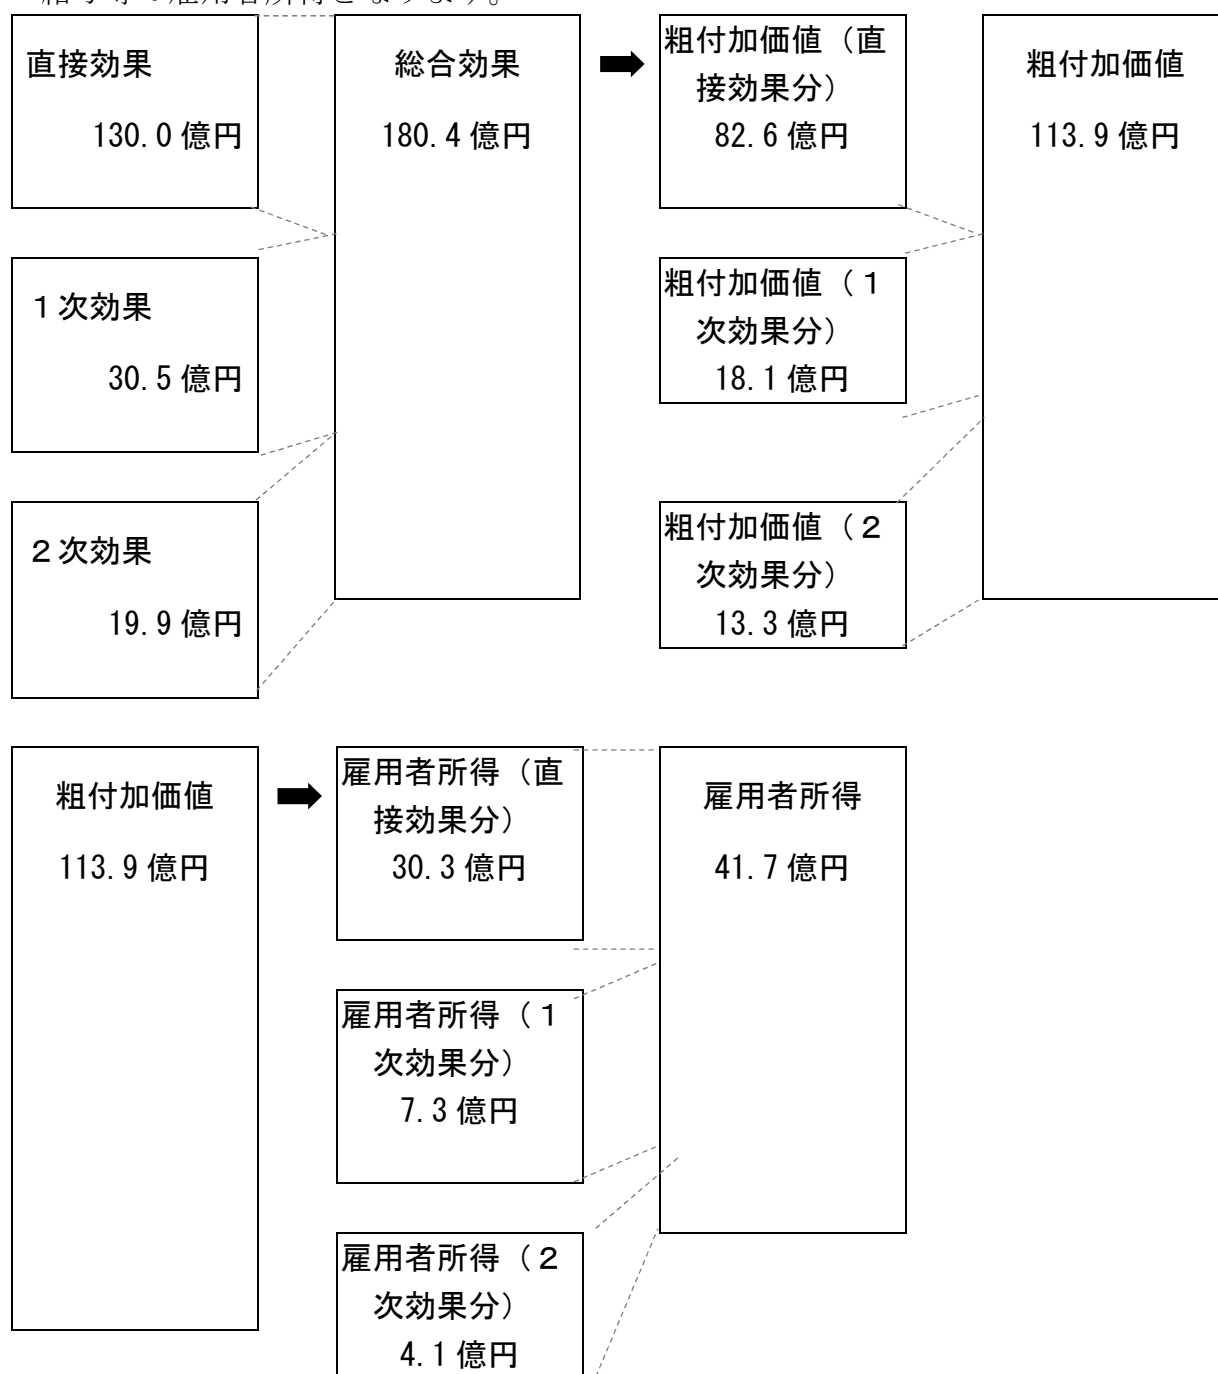 直接効果
130.0億円
総合効果
180.4億円
粗付加価値（直
接効果分）
82.6億円
粗付加価値
113.9億円
１次効果
30.5億円
粗付加価値（１
次効果分）
18.1億円
２次効果
19.9億円
粗付加価値（２
次効果分）
13.3億円
粗付加価値
113.9億円
雇用者所得（直
接効果分）
30.3億円
雇用者所得
41.7億円
雇用者所得（１
次効果分）
7.3億円
雇用者所得（２
次効果分）
4.1億円